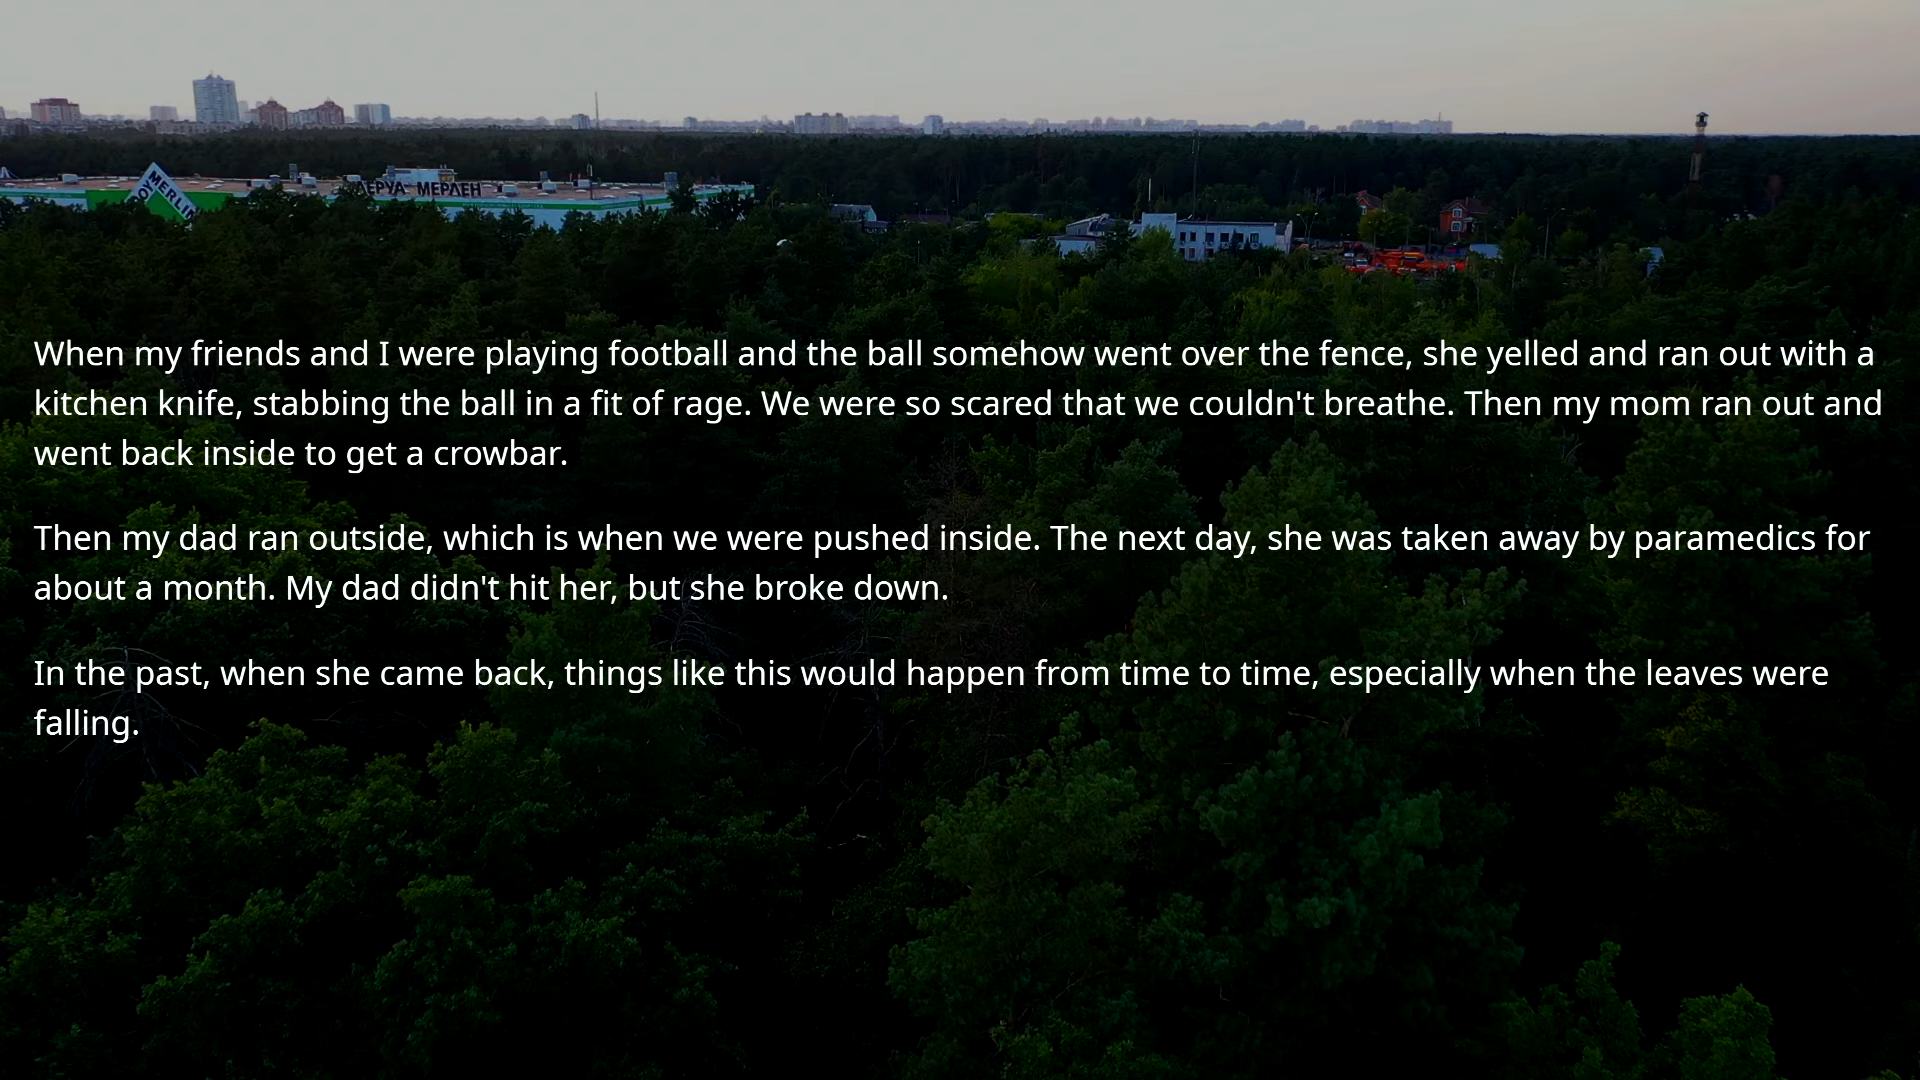 MERLIN
ЛЕРУА МЕРЛЕН
When my friends and I were playing football and the ball somehow went over the fence, she yelled and ran out with a
kitchen knife, stabbing the ball in a fit of rage. We were so scared that we couldn't breathe. Then my mom ran out and
went back inside to get a crowbar.
Then my dad ran outside, which is when we were pushed inside. The next day, she was taken away by paramedics for
about a month. My dad didn't hit her, but she broke down.
In the past, when she came back, things like this would happen from time to time, especially when the leaves were
falling.